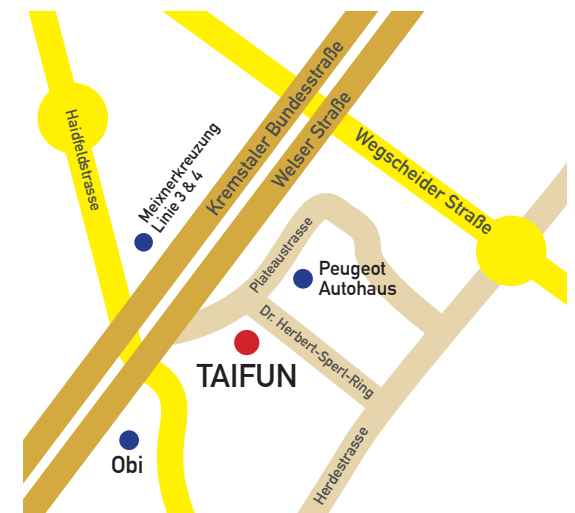 Haidfeldstrasse
Meixnerkreuzung
Linie 3 & 4
Kremstaler Bundesstraße
Welser Straße
Wegscheider Straße
Plateaustrasse
Peugeot
Autohaus
Dr. Herbert-Sperl-Ring
TAIFUN
Obi
Herdestrasse